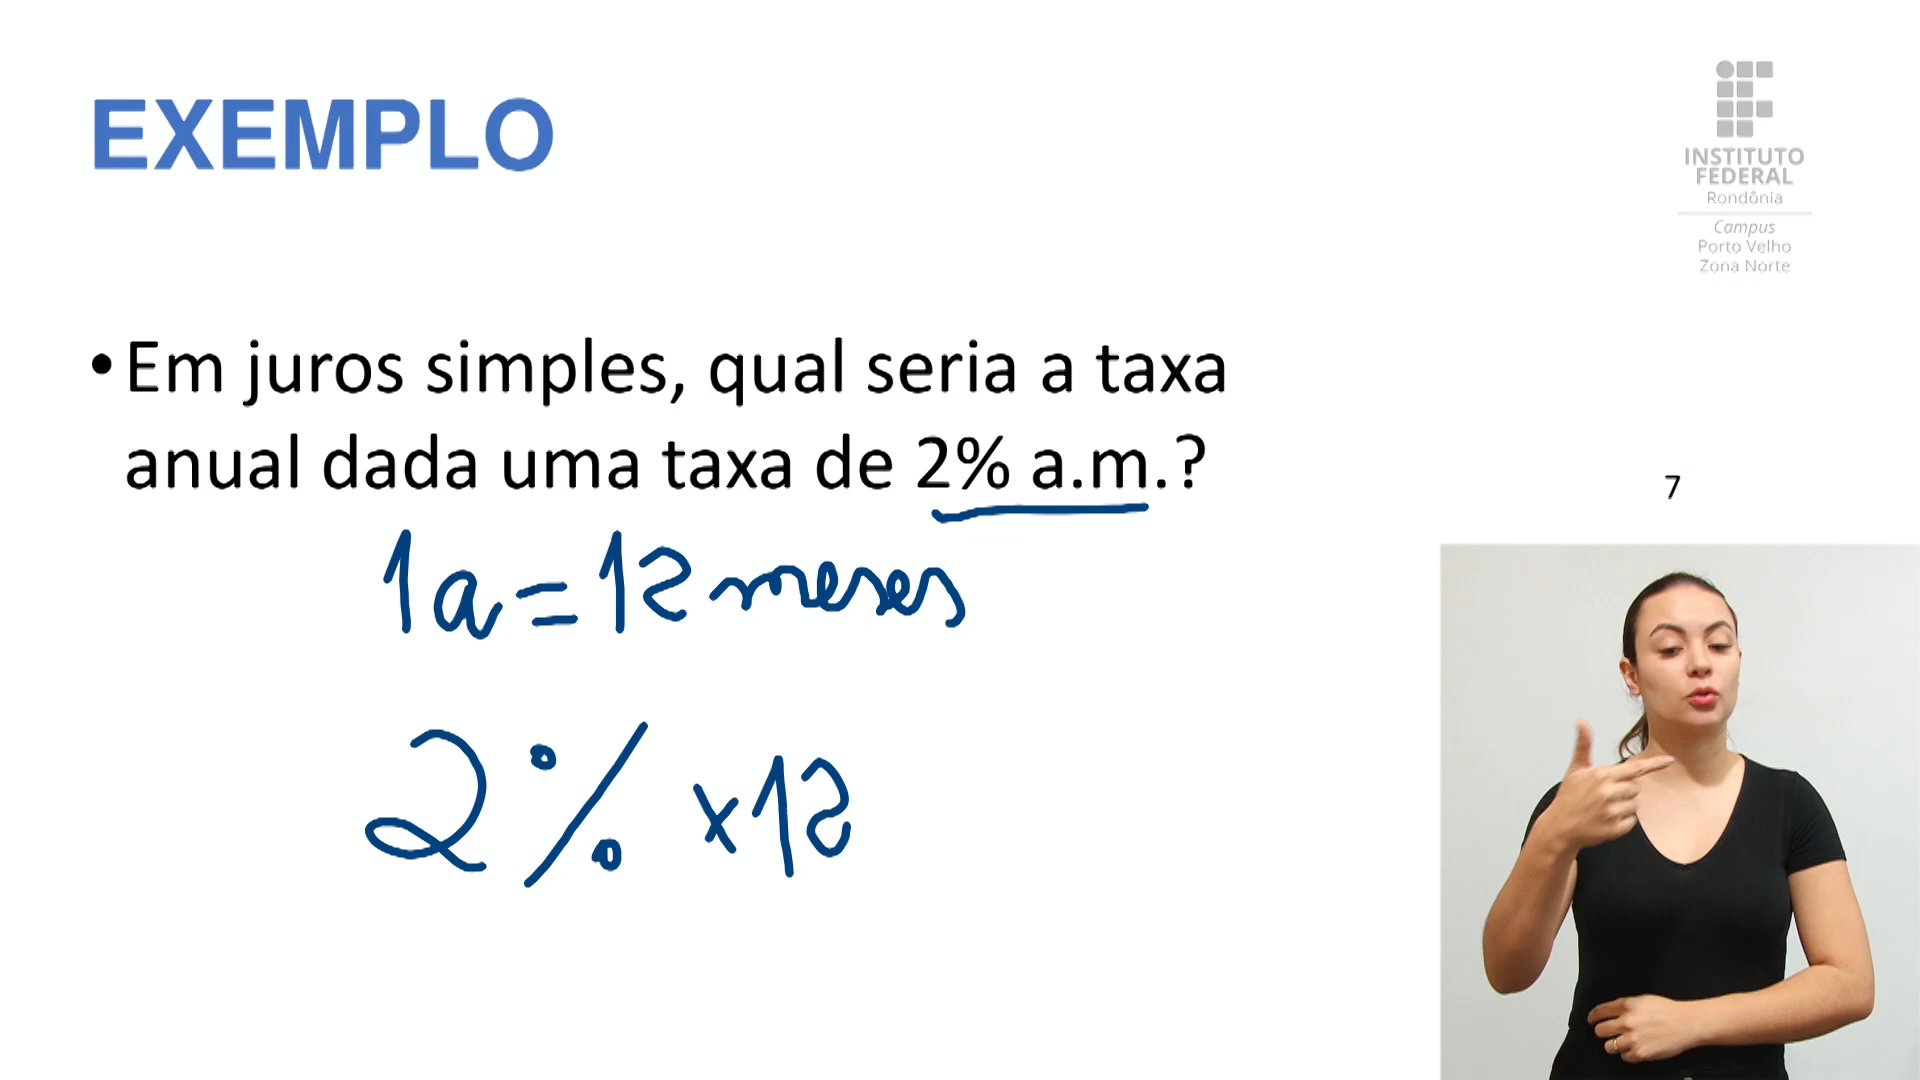 EXEMPLO
INSTITUTO
FEDERAL
Rondônia
Campus
Porto Velho
Zona Norte
• Em juros simples, qual seria a taxa
anual dada uma taxa de 2% a.m.?
7
1a = 12 meses
2% x 12